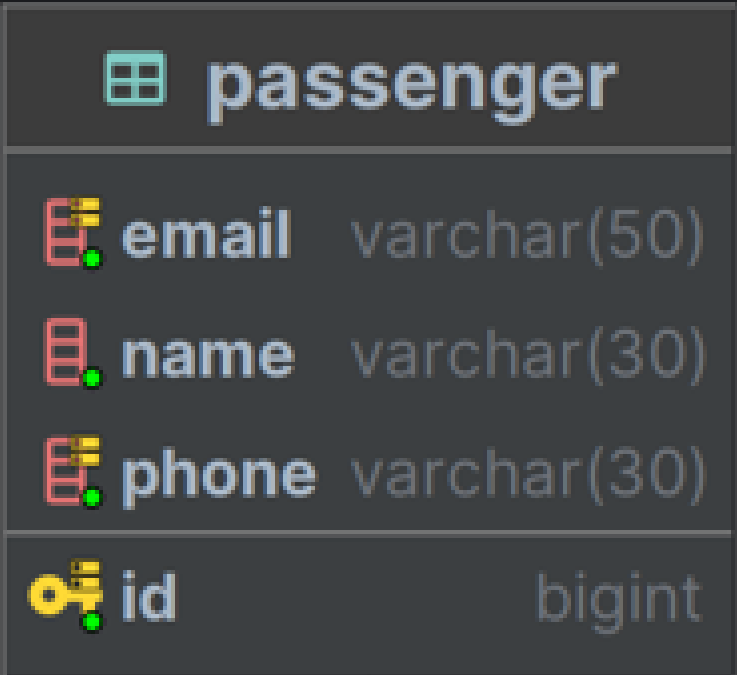 passenger
email varchar(50)
name varchar(30)
phone varchar(30)
id bigint